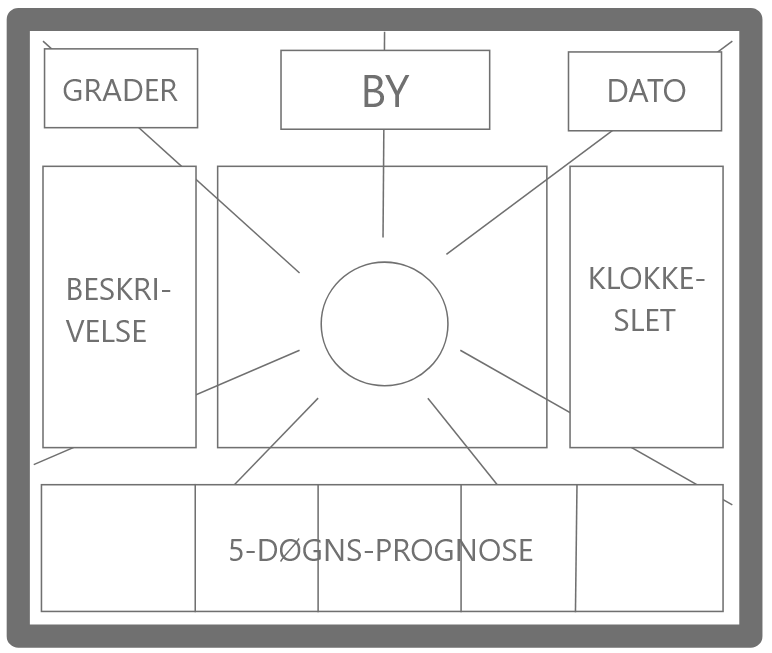 GRADER
BY
DATO
BESKRI-
VELSE
KLOKKE-
SLET
5-DØGNS-PROGNOSE